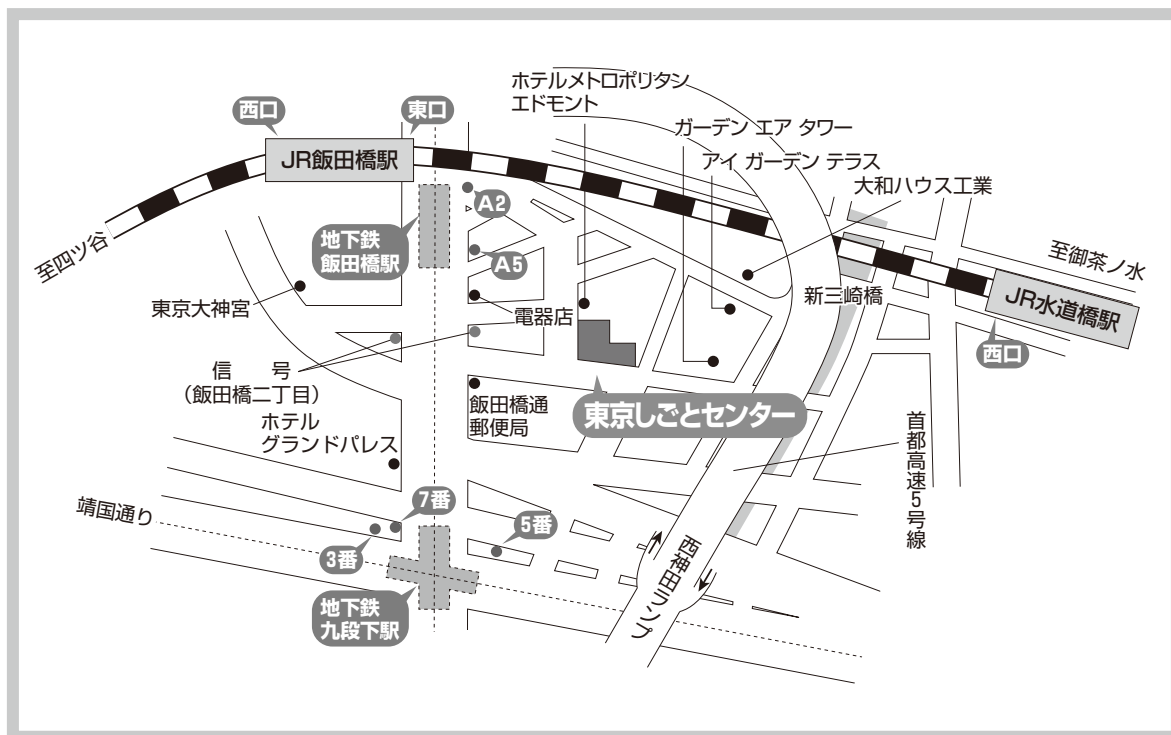 ホテルメトロポリタン
エドモント
西口
東口
ガーデン エア タワー
JR飯田橋駅
アイ ガーデン テラス
大和ハウス工業
A2
至四ツ谷
地下鉄
飯田橋駅
A5
至御茶ノ水
東京大神宮
新三崎橋
JR水道橋駅
電器店
西口
信 号
(飯田橋二丁目)
飯田橋通
郵便局
東京しごとセンター
ホテル
グランドパレス
首都高速5号線
靖国通り
7番
5番
3番
西神田ランプ
地下鉄
九段下駅